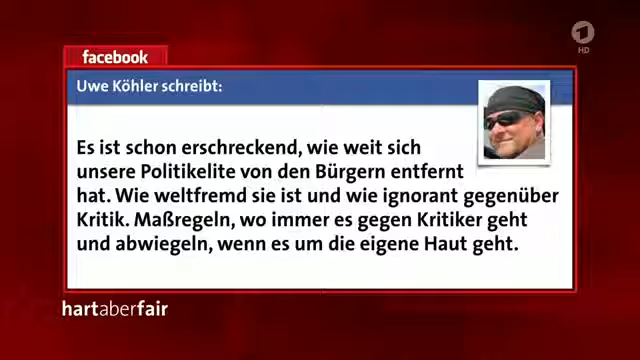 1
HD
facebook
Uwe Köhler schreibt:
Es ist schon erschreckend, wie weit sich
unsere Politikelite von den Bürgern entfernt
hat. Wie weltfremd sie ist und wie ignorant gegenüber
Kritik. Maßregeln, wo immer es gegen Kritiker geht
und abwiegeln, wenn es um die eigene Haut geht.
hartaberfair